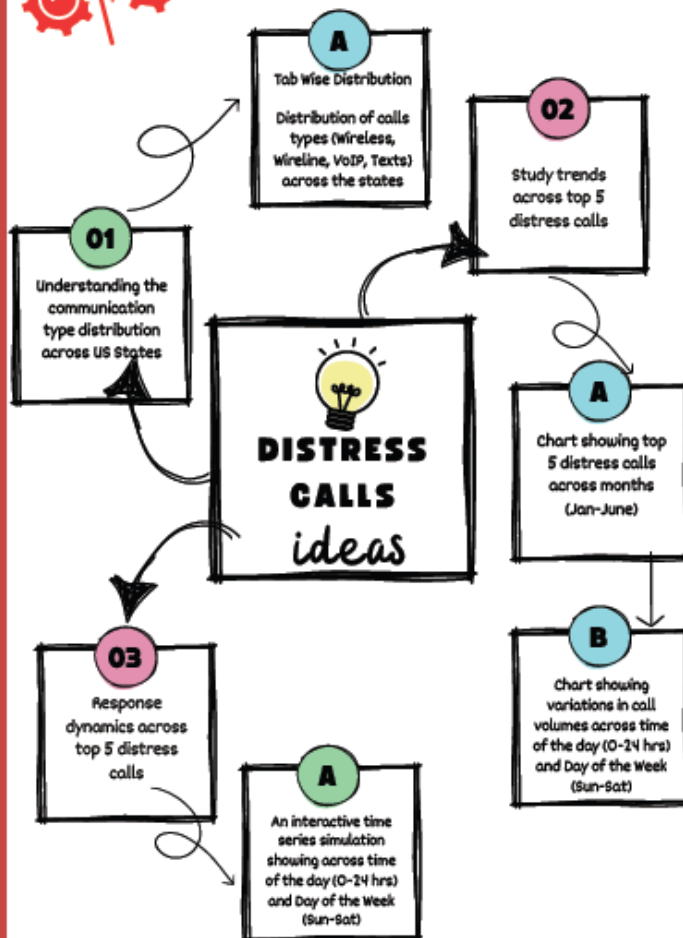 A
Tab Wise Distribution
Distribution of calls
types (Wireless,
Wireline, VoIP, Texts)
across the states
01
Understanding the
communication
type distribution
across US States
02
Study trends
across top 5
distress calls
DISTRESS
CALLS
ideas
A
Chart showing top
5 distress calls
across months
(Jan-June)
B
Chart showing
variations in call
volumes across time
of the day (0-24 hrs)
and Day of the Week
(Sun-Sat)
03
Response
dynamics across
top 5 distress
calls
A
An interactive time
series simulation
showing across time
of the day (0-24 hrs)
and Day of the Week
(Sun-Sat)